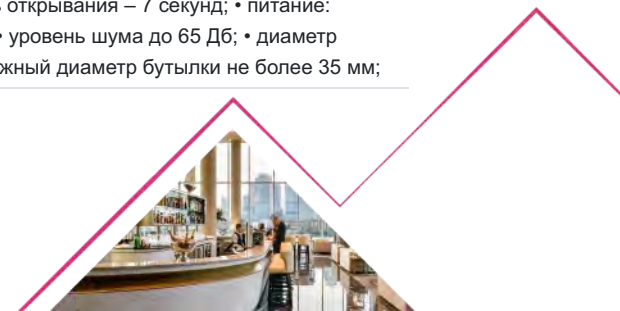 открывания – 7 секунд; • питание:
• уровень шума до 65 Дб; • диаметр
диаметр бутылки не более 35 мм;